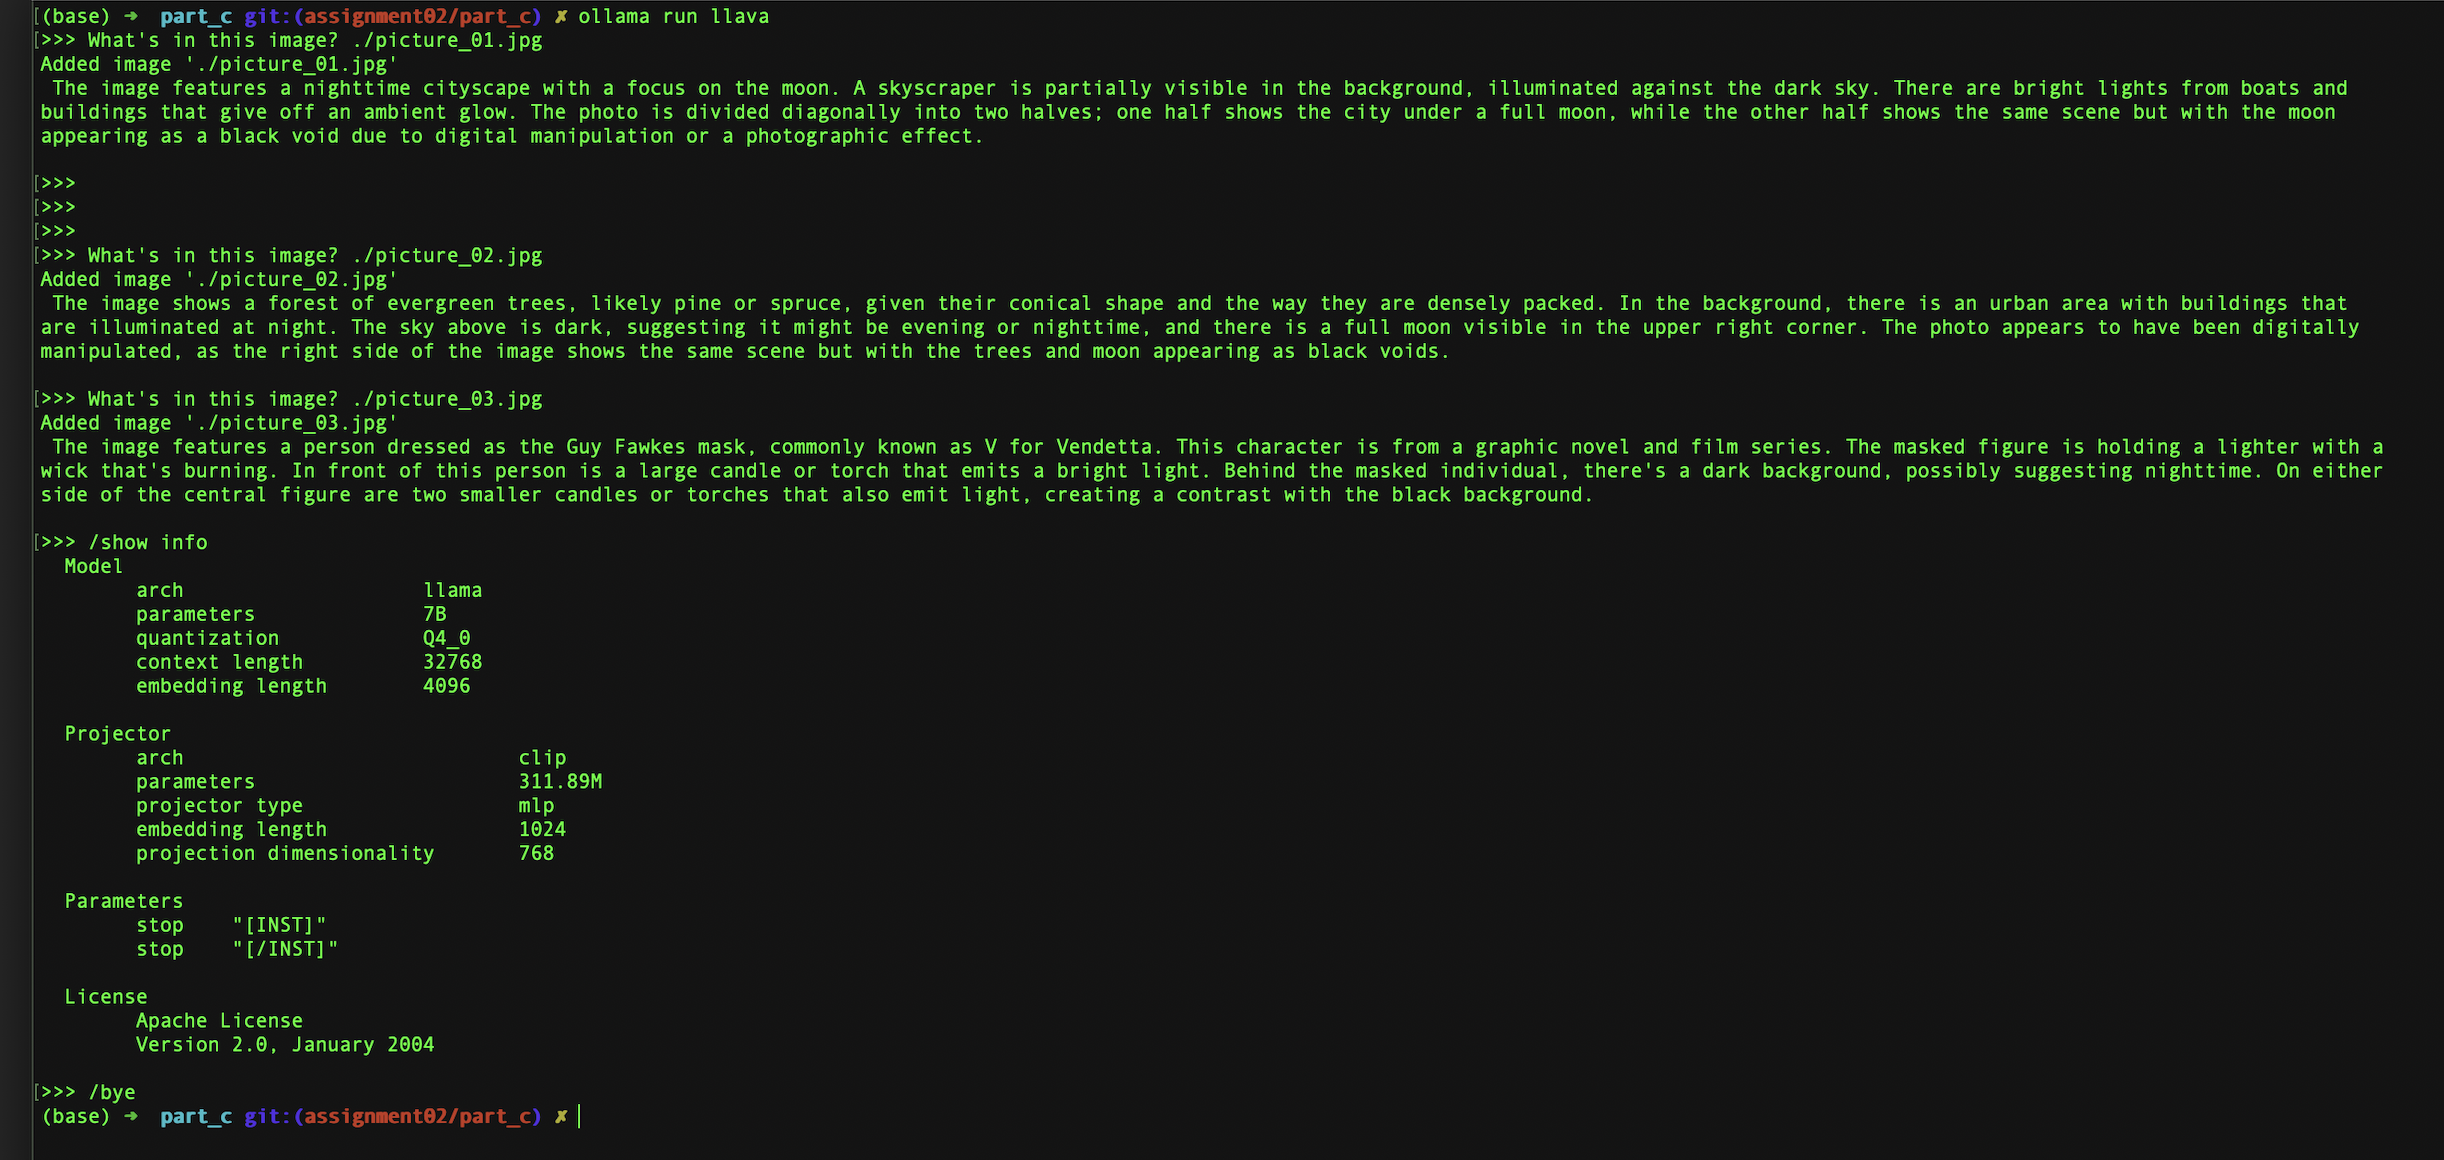 [(base) ➜  part_c git:(assignment02/part_c) ✗ ollama run llava
[>>> What's in this image? ./picture_01.jpg
Added image './picture_01.jpg'
The image features a nighttime cityscape with a focus on the moon. A skyscraper is partially visible in the background, illuminated against the dark sky. There are bright lights from boats and
buildings that give off an ambient glow. The photo is divided diagonally into two halves; one half shows the city under a full moon, while the other half shows the same scene but with the moon
appearing as a black void due to digital manipulation or a photographic effect.
[>>>
[>>>
[>>>
[>>> What's in this image? ./picture_02.jpg
Added image './picture_02.jpg'
The image shows a forest of evergreen trees, likely pine or spruce, given their conical shape and the way they are densely packed. In the background, there is an urban area with buildings that
are illuminated at night. The sky above is dark, suggesting it might be evening or nighttime, and there is a full moon visible in the upper right corner. The photo appears to have been digitally
manipulated, as the right side of the image shows the same scene but with the trees and moon appearing as black voids.
[>>> What's in this image? ./picture_03.jpg
Added image './picture_03.jpg'
The image features a person dressed as the Guy Fawkes mask, commonly known as V for Vendetta. This character is from a graphic novel and film series. The masked figure is holding a lighter with a
wick that's burning. In front of this person is a large candle or torch that emits a bright light. Behind the masked individual, there's a dark background, possibly suggesting nighttime. On either
side of the central figure are two smaller candles or torches that also emit light, creating a contrast with the black background.
[>>> /show info
Model
arch llama
parameters 7B
quantization Q4_0
context length 32768
embedding length 4096
Projector
arch clip
parameters 311.89M
projector type mlp
embedding length 1024
projection dimensionality 768
Parameters
stop "[INST]"
stop "[/INST]"
License
Apache License
Version 2.0, January 2004
[>>> /bye
(base) ➜  part_c git:(assignment02/part_c) ✗